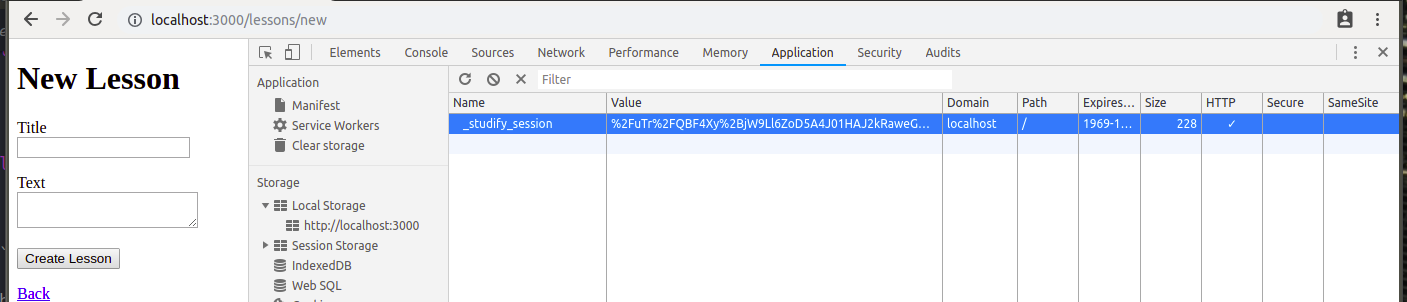 localhost:3000/lessons/new
New Lesson
Title
Text
Create Lesson
Back
Elements Console Sources Network Performance Memory Application Security Audits
Application
Manifest
Service Workers
Clear storage
Storage
Local Storage
http://localhost:3000
Session Storage
IndexedDB
Web SQL
Filter
Name Value Domain Path Expires... Size HTTP Secure SameSite
_studify_session %2FuTr%2FQBF4Xy%2BjW9Ll6ZoD5A4J01HAJ2kRaweG... localhost / 1969-1... 228 ✓